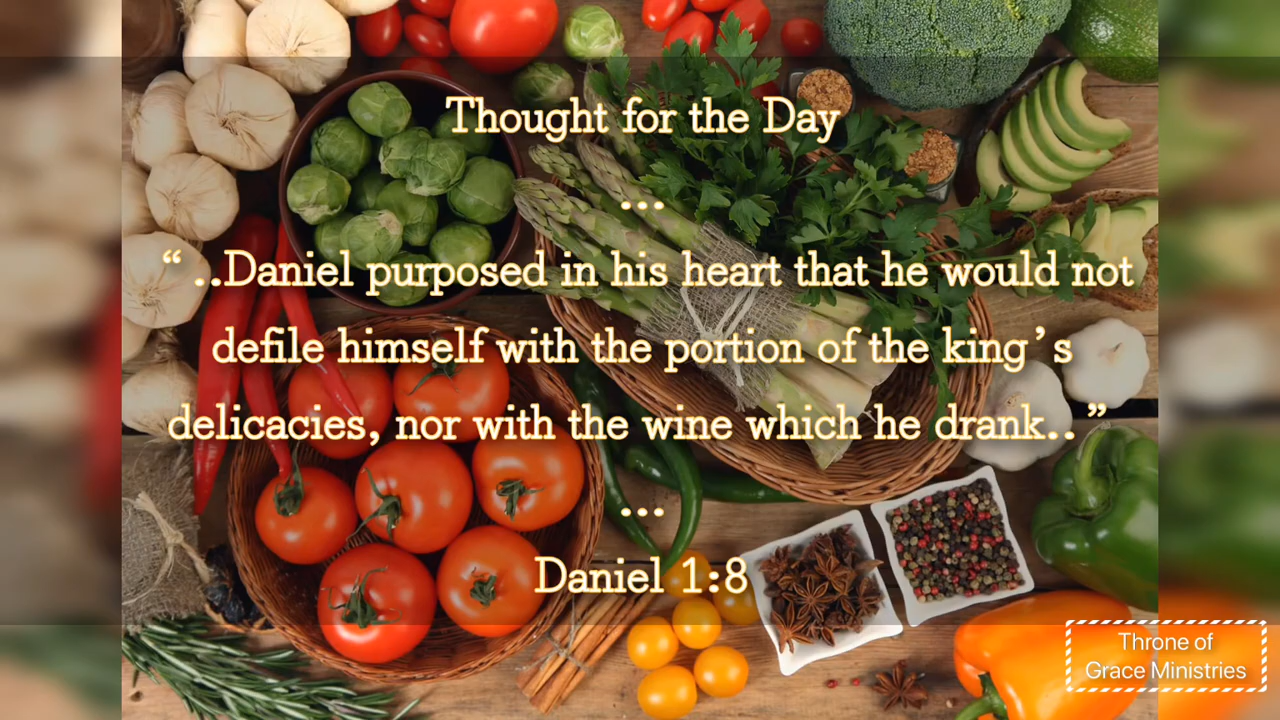 Thought for the Day
...
“ ..Daniel purposed in his heart that he would not
defile himself with the portion of the king’s
delicacies, nor with the wine which he drank.. ”
...
Daniel 1:8
Throne of
Grace Ministries